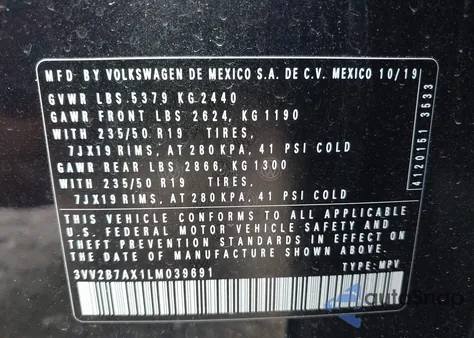 MFD BY VOLKSWAGEN DE MEXICO S.A. DE C.V. MEXICO 10/19
GVWR LBS 5379 KG 2440
GAWR FRONT LBS 2624, KG 1190
WITH 235/50 R19 TIRES,
7JX19 RIMS, AT 280 KPA, 41 PSI COLD
GAWR REAR LBS 2866, KG 1300
WITH 235/50 R19 TIRES,
7JX19 RIMS, AT 280 KPA, 41 PSI COLD
THIS VEHICLE CONFORMS TO ALL APPLICABLE
U.S. FEDERAL MOTOR VEHICLE SAFETY AND
THEFT PREVENTION STANDARDS IN EFFECT ON
THE DATE OF MANUFACTURE SHOWN ABOVE.
3VV2B7AX1LM039691 TYPE: MPV
4120151 3533
autoSnap